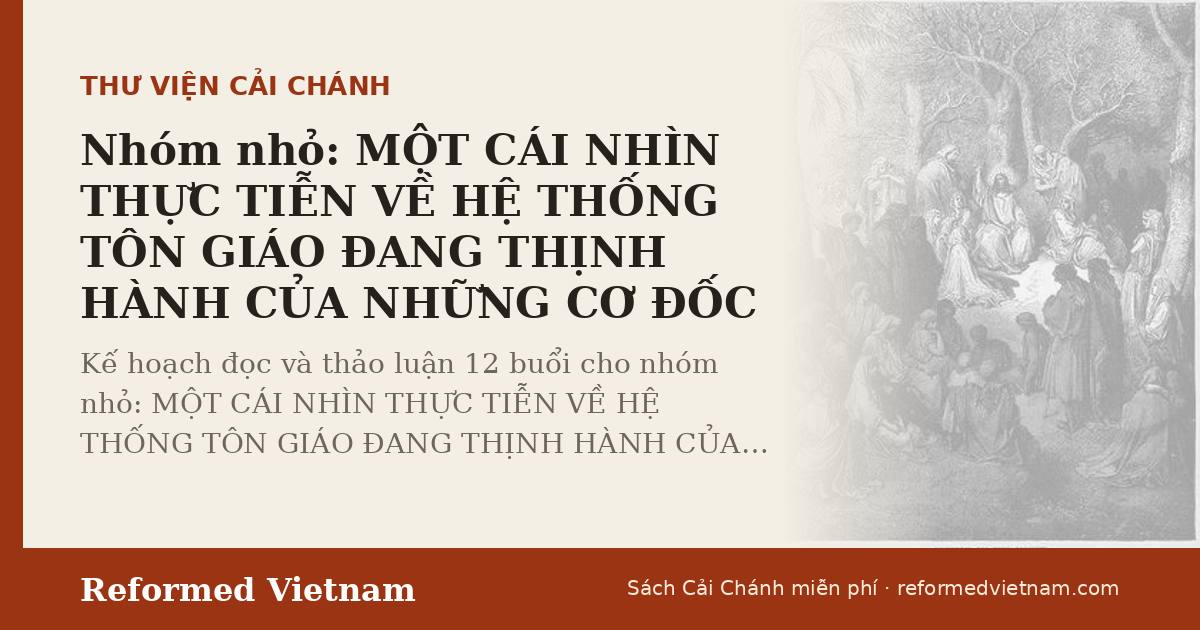 THƯ VIỆN CẢI CHÁNH
Nhóm nhỏ: MỘT CÁI NHÌN
THỰC TIỄN VỀ HỆ THỐNG
TÔN GIÁO ĐANG THỊNH
HÀNH CỦA NHỮNG CƠ ĐỐC
Kế hoạch đọc và thảo luận 12 buổi cho nhóm
nhỏ: MỘT CÁI NHÌN THỰC TIỄN VỀ HỆ
THỐNG TÔN GIÁO ĐANG THỊNH HÀNH CỦA...
Reformed Vietnam
Sách Cải Chánh miễn phí · reformedvietnam.com